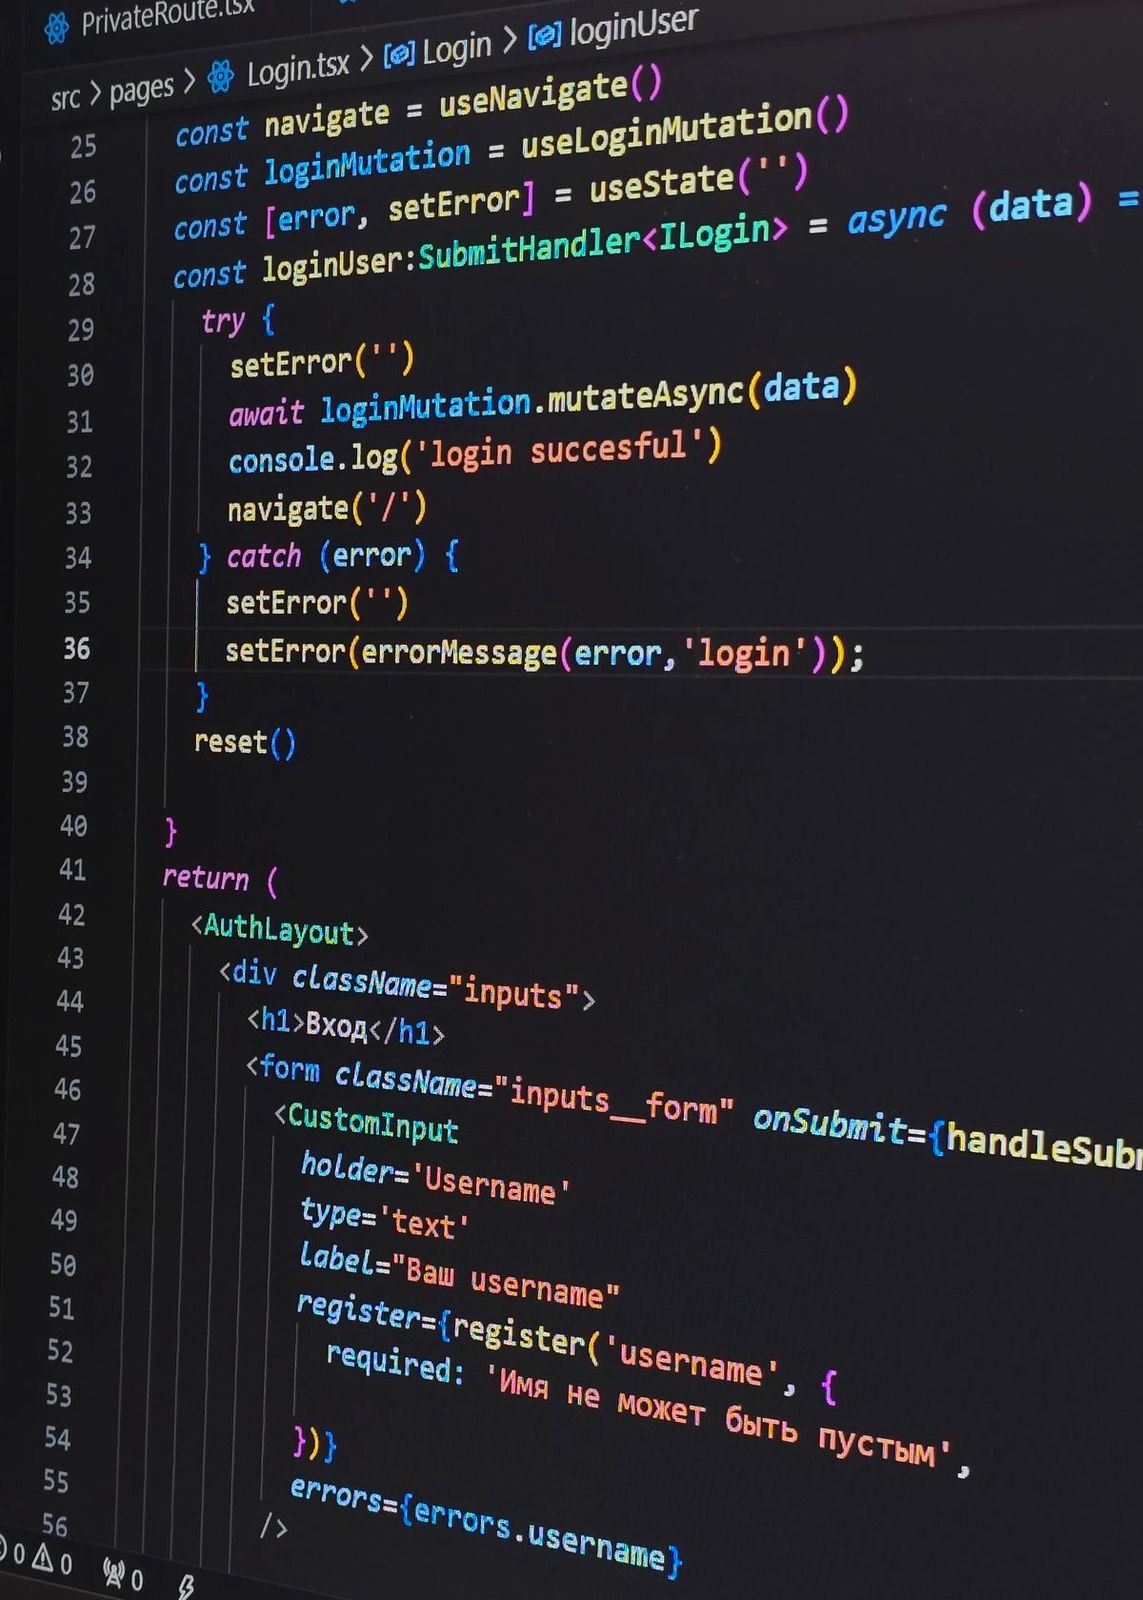 PrivateRoute.tsx
src > pages > Login.tsx > Login > loginUser
25 const navigate = useNavigate()
26 const loginMutation = useLoginMutation()
27 const [error, setError] = useState('')
28 const loginUser:SubmitHandler<ILogin> = async (data) =
29 try {
30 setError('')
31 await loginMutation.mutateAsync(data)
32 console.log('login succesful')
33 navigate('/')
34 } catch (error) {
35 setError('')
36 setError(errorMessage(error,'login'));
37 }
38 reset()
39
40 }
41 return (
42 <AuthLayout>
43 <div className="inputs">
44 <h1>Вход</h1>
45 <form className="inputs__form" onSubmit={handleSubm
46 <CustomInput
47 holder='Username'
48 type='text'
49 label="Ваш username"
50 register={register('username', {
51 required: 'Имя не может быть пустым',
52
53 })}
54 errors={errors.username}
55 />
56
0 0 0